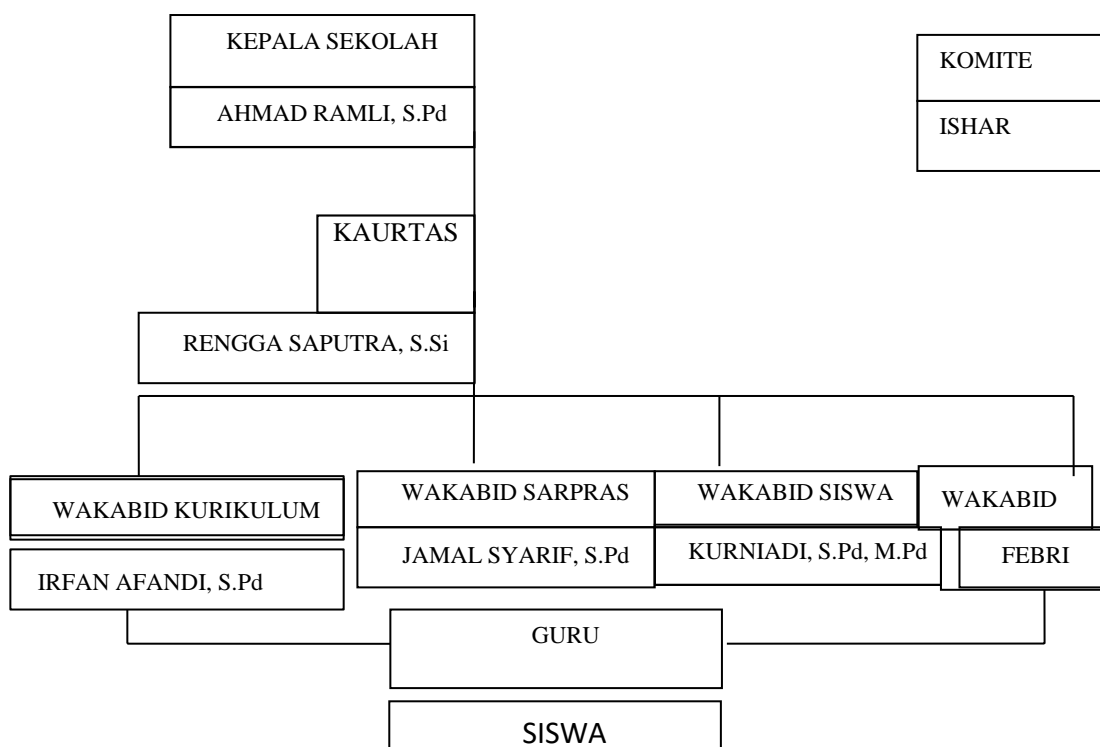 KEPALA SEKOLAH
AHMAD RAMLI, S.Pd
KOMITE
ISHAR
KAURTAS
RENGGA SAPUTRA, S.Si
WAKABID KURIKULUM
IRFAN AFANDI, S.Pd
WAKABID SARPRAS
JAMAL SYARIF, S.Pd
WAKABID SISWA
KURNIADI, S.Pd, M.Pd
WAKABID
FEBRI
GURU
SISWA